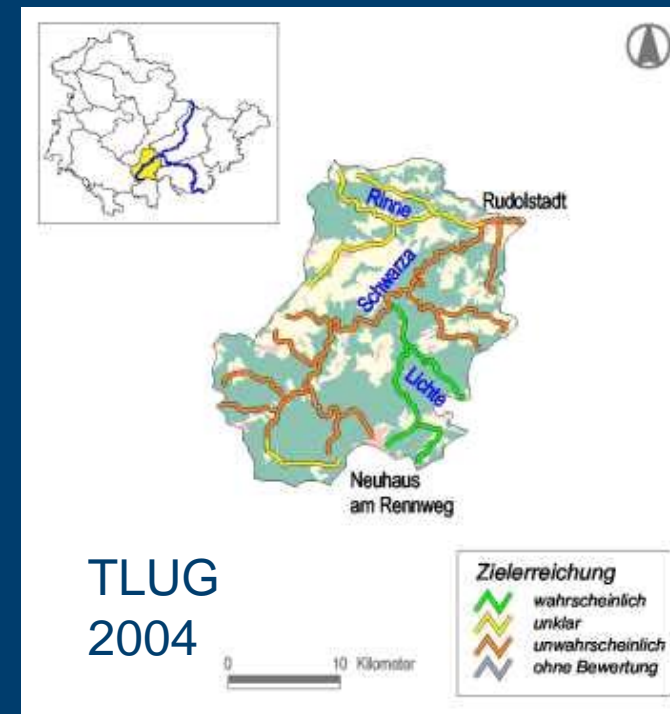 Rinne
Rudolstadt
Schwarza
Lichte
Neuhaus
am Rennweg
TLUG
2004
0 10 Kilometer
Zielerreichung
wahrscheinlich
unklar
unwahrscheinlich
ohne Bewertung